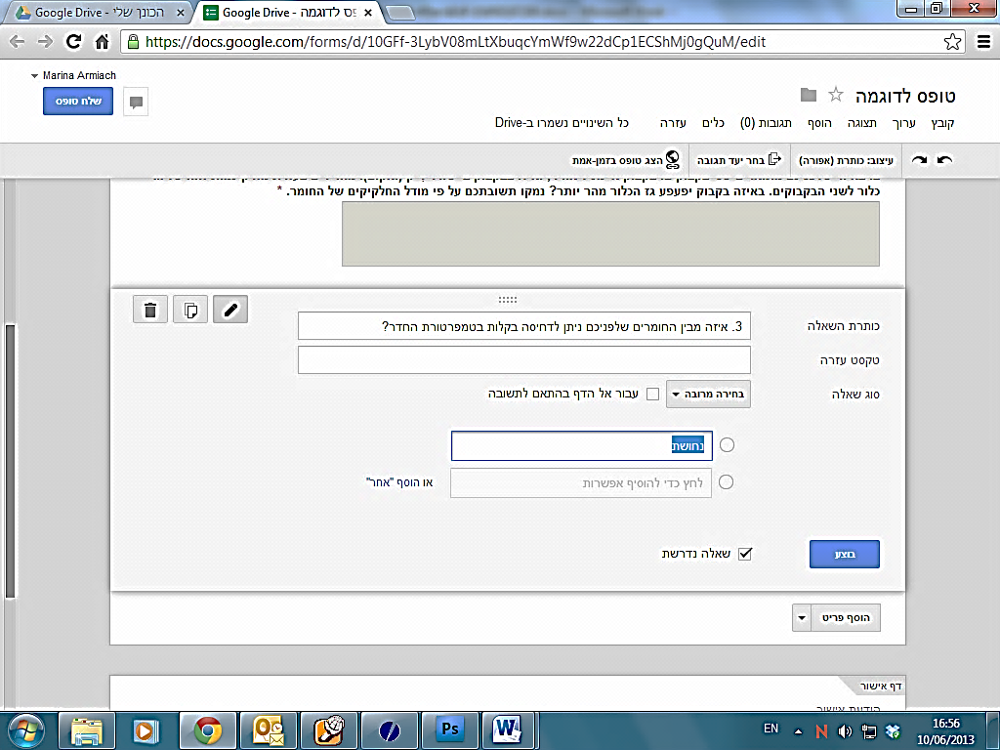 הכונן שלי - Google Drive
פס לדוגמה - Google Drive
https://docs.google.com/forms/d/10GFf-3LybV08mLtXbuqcYmWf9w22dCp1ECShMj0gQuM/edit
Marina Armiach
שלח טופס
טופס לדוגמה
קובץ ערוך תצוגה הוסף תגובות (0) כלים עזרה כל השינויים נשמרו ב-Drive
עיצוב: כותרת (אפורה) בחר יעד תגובה הצג טופס בזמן-אמת
כלור לשני הבקבוקים. באיזה בקבוק יפעפע גז הכלור מהר יותר? נמקו תשובתכם על פי מודל החלקיקים של החומר. *
כותרת השאלה 3. איזה מבין החומרים שלפניכם ניתן לדחיסה בקלות בטמפרטורת החדר?
טקסט עזרה
סוג שאלה בחירה מרובה עבור אל הדף בהתאם לתשובה
נחושת
לחץ כדי להוסיף אפשרות או הוסף "אחר"
בוצע שאלה נדרשת
הוסף פריט
דף אישור
הודעת אישור
EN
16:56
10/06/2013
Ps
W
N